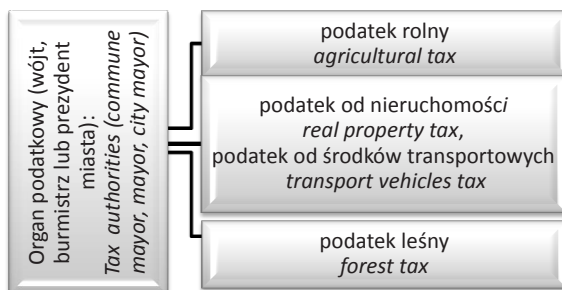 Organ podatkowy (wójt,
burmistrz lub prezydent
miasta):
Tax authorities (commune
mayor, mayor, city mayor)
podatek rolny
agricultural tax
podatek od nieruchomości
real property tax,
podatek od środków transportowych
transport vehicles tax
podatek leśny
forest tax